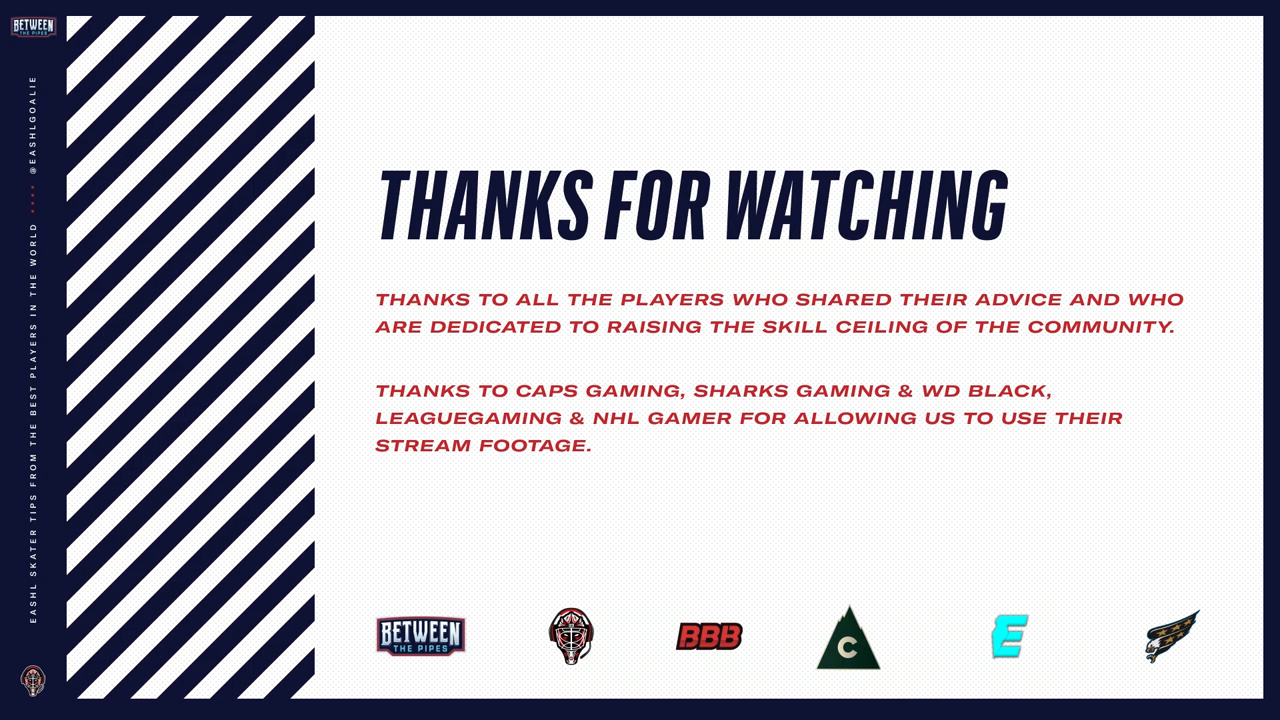 BETWEEN
THE PIPES
EASHL SKATER TIPS FROM THE BEST PLAYERS IN THE WORLD **** @EASHLGOALIE
THANKS FOR WATCHING
THANKS TO ALL THE PLAYERS WHO SHARED THEIR ADVICE AND WHO
ARE DEDICATED TO RAISING THE SKILL CEILING OF THE COMMUNITY.
THANKS TO CAPS GAMING, SHARKS GAMING & WD BLACK,
LEAGUEGAMING & NHL GAMER FOR ALLOWING US TO USE THEIR
STREAM FOOTAGE.
BETWEEN
THE PIPES
BBB
C
E